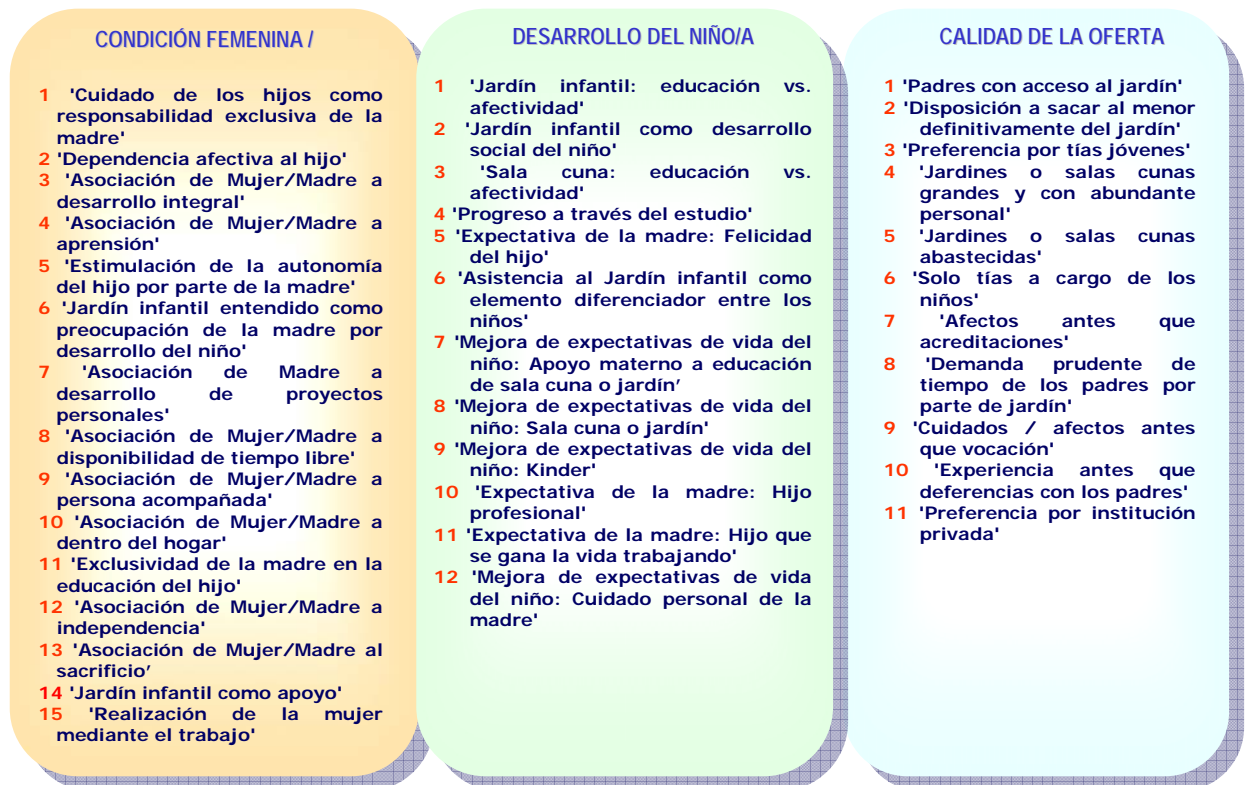 CONDICIÓN FEMENINA /
1 'Cuidado de los hijos como
responsabilidad exclusiva de la
madre'
2 'Dependencia afectiva al hijo'
3 'Asociación de Mujer/Madre a
desarrollo integral'
4 'Asociación de Mujer/Madre a
aprensión'
5 'Estimulación de la autonomía
del hijo por parte de la madre'
6 'Jardín infantil entendido como
preocupación de la madre por
desarrollo del niño'
7 'Asociación de Madre a
desarrollo de proyectos
personales'
8 'Asociación de Mujer/Madre a
disponibilidad de tiempo libre'
9 'Asociación de Mujer/Madre a
persona acompañada'
10 'Asociación de Mujer/Madre a
dentro del hogar'
11 'Exclusividad de la madre en la
educación del hijo'
12 'Asociación de Mujer/Madre a
independencia'
13 'Asociación de Mujer/Madre al
sacrificio’
14 'Jardín infantil como apoyo'
15 'Realización de la mujer
mediante el trabajo'
DESARROLLO DEL NIÑO/A
1 'Jardín infantil: educación vs.
afectividad'
2 'Jardín infantil como desarrollo
social del niño'
3 'Sala cuna: educación vs.
afectividad'
4 'Progreso a través del estudio'
5 'Expectativa de la madre: Felicidad
del hijo'
6 'Asistencia al Jardín infantil como
elemento diferenciador entre los
niños'
7 'Mejora de expectativas de vida del
niño: Apoyo materno a educación
de sala cuna o jardín’
8 'Mejora de expectativas de vida del
niño: Sala cuna o jardín'
9 'Mejora de expectativas de vida del
niño: Kinder'
10 'Expectativa de la madre: Hijo
profesional'
11 'Expectativa de la madre: Hijo que
se gana la vida trabajando'
12 'Mejora de expectativas de vida
del niño: Cuidado personal de la
madre'
CALIDAD DE LA OFERTA
1 'Padres con acceso al jardín'
2 'Disposición a sacar al menor
definitivamente del jardín'
3 'Preferencia por tías jóvenes'
4 'Jardines o salas cunas
grandes y con abundante
personal'
5 'Jardines o salas cunas
abastecidas'
6 'Solo tías a cargo de los
niños'
7 'Afectos antes que
acreditaciones'
8 'Demanda prudente de
tiempo de los padres por
parte de jardín'
9 'Cuidados / afectos antes
que vocación'
10 'Experiencia antes que
deferencias con los padres'
11 'Preferencia por institución
privada'